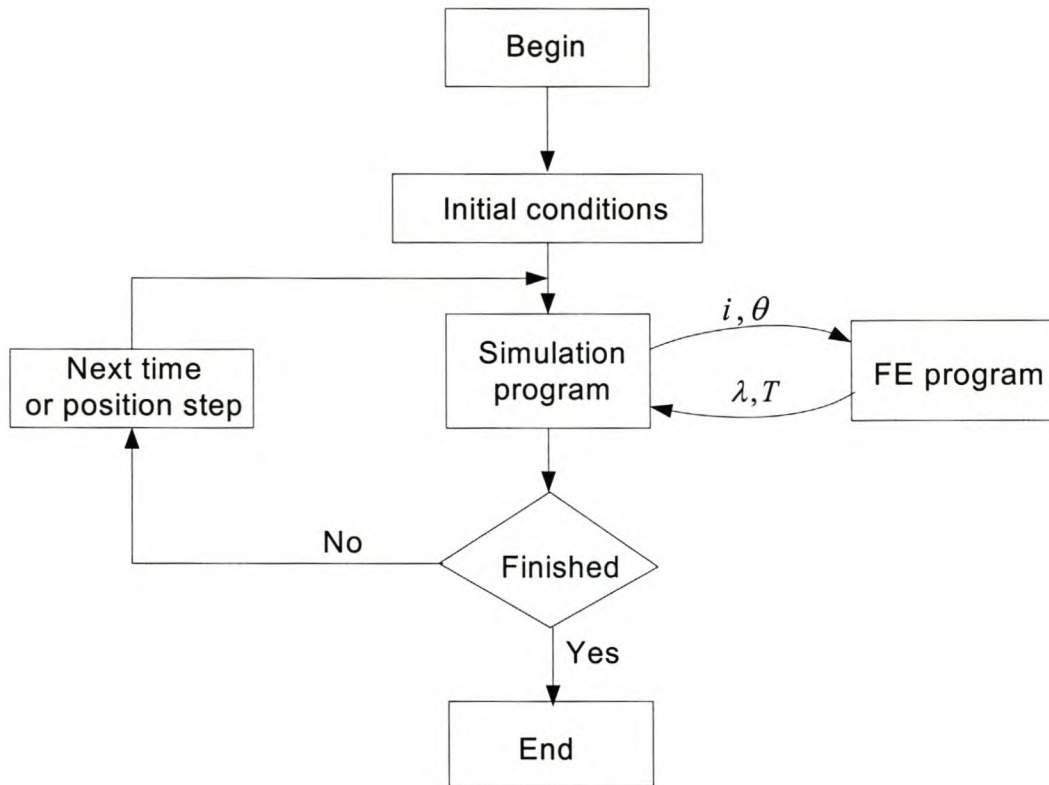 Begin
Initial conditions
i, θ
Simulation
program
FE program
λ, T
Next time
or position step
No
Finished
Yes
End